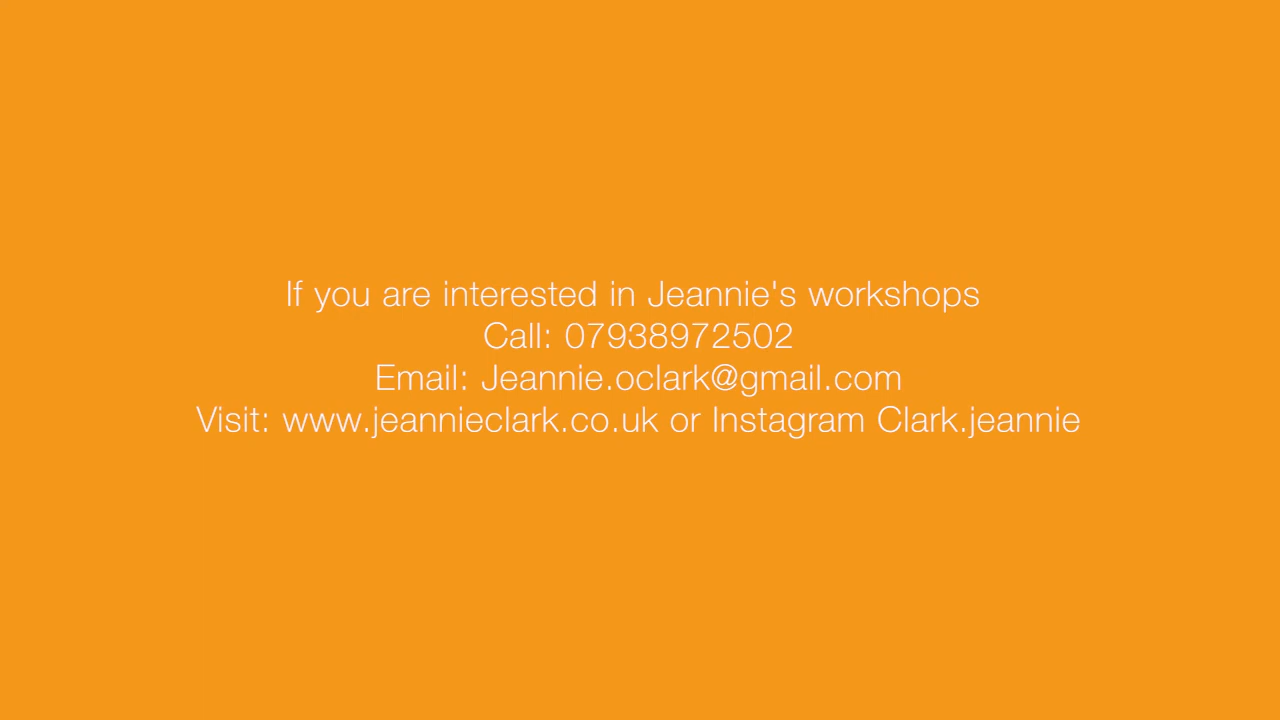 If you are interested in Jeannie's workshops
Call: 07938972502
Email: Jeannie.oclark@gmail.com
Visit: www.jeannieclark.co.uk or Instagram Clark.jeannie